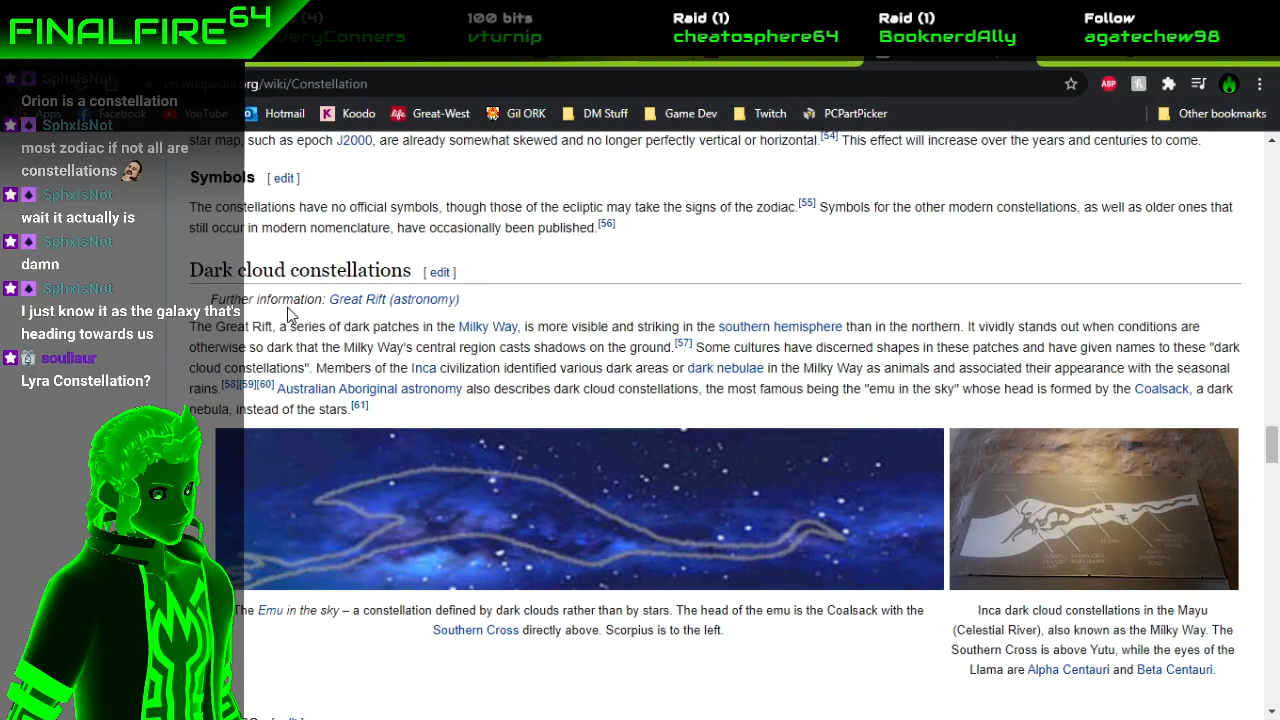 FINALFIRE64
(4)
eryConners
100 bits
vturnip
Raid (1)
cheatosphere64
Raid (1)
BooknerdAlly
Follow
agatechew98
SphxIsNot
Orion is a constellation
SphxIsNot
most zodiac if not all are
constellations
SphxIsNot
wait it actually is
SphxIsNot
damn
SphxIsNot
I just know it as the galaxy that's
heading towards us
souliaur
Lyra Constellation?
en.wikipedia.org/wiki/Constellation
Apps Facebook YouTube Hotmail Koodo Great-West Gil ORK DM Stuff Game Dev Twitch PCPartPicker Other bookmarks
ABP
star map, such as epoch J2000, are already somewhat skewed and no longer perfectly vertical or horizontal.[54] This effect will increase over the years and centuries to come.
Symbols [ edit ]
The constellations have no official symbols, though those of the ecliptic may take the signs of the zodiac.[55] Symbols for the other modern constellations, as well as older ones that
still occur in modern nomenclature, have occasionally been published.[56]
Dark cloud constellations [ edit ]
Further information: Great Rift (astronomy)
The Great Rift, a series of dark patches in the Milky Way, is more visible and striking in the southern hemisphere than in the northern. It vividly stands out when conditions are
otherwise so dark that the Milky Way's central region casts shadows on the ground.[57] Some cultures have discerned shapes in these patches and have given names to these "dark
cloud constellations". Members of the Inca civilization identified various dark areas or dark nebulae in the Milky Way as animals and associated their appearance with the seasonal
rains.[58][59][60] Australian Aboriginal astronomy also describes dark cloud constellations, the most famous being the "emu in the sky" whose head is formed by the Coalsack, a dark
nebula, instead of the stars.[61]
The Emu in the sky – a constellation defined by dark clouds rather than by stars. The head of the emu is the Coalsack with the
Southern Cross directly above. Scorpius is to the left.
Inca dark cloud constellations in the Mayu
(Celestial River), also known as the Milky Way. The
Southern Cross is above Yutu, while the eyes of the
Llama are Alpha Centauri and Beta Centauri.